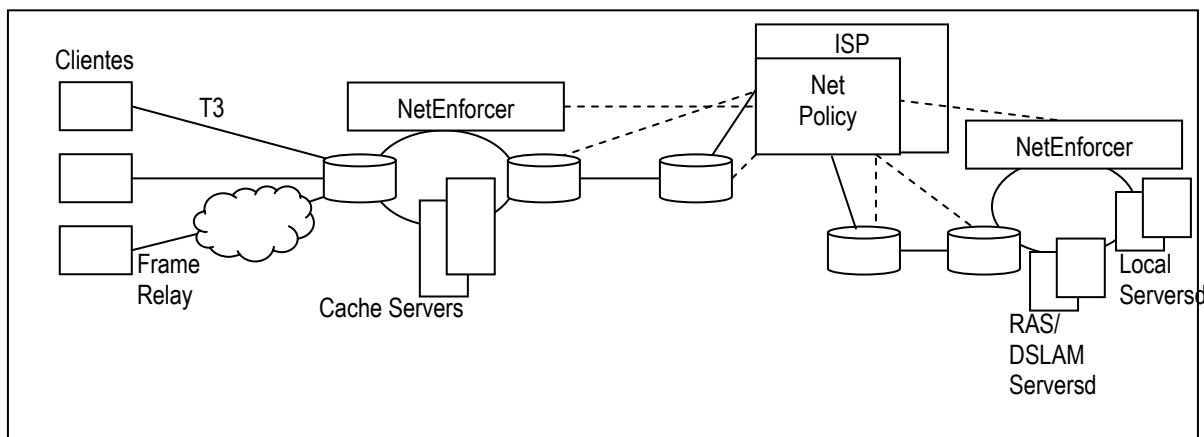 Clientes
T3
NetEnforcer
Frame
Relay
Cache Servers
ISP
Net
Policy
NetEnforcer
Local
Serversd
RAS/
DSLAM
Serversd